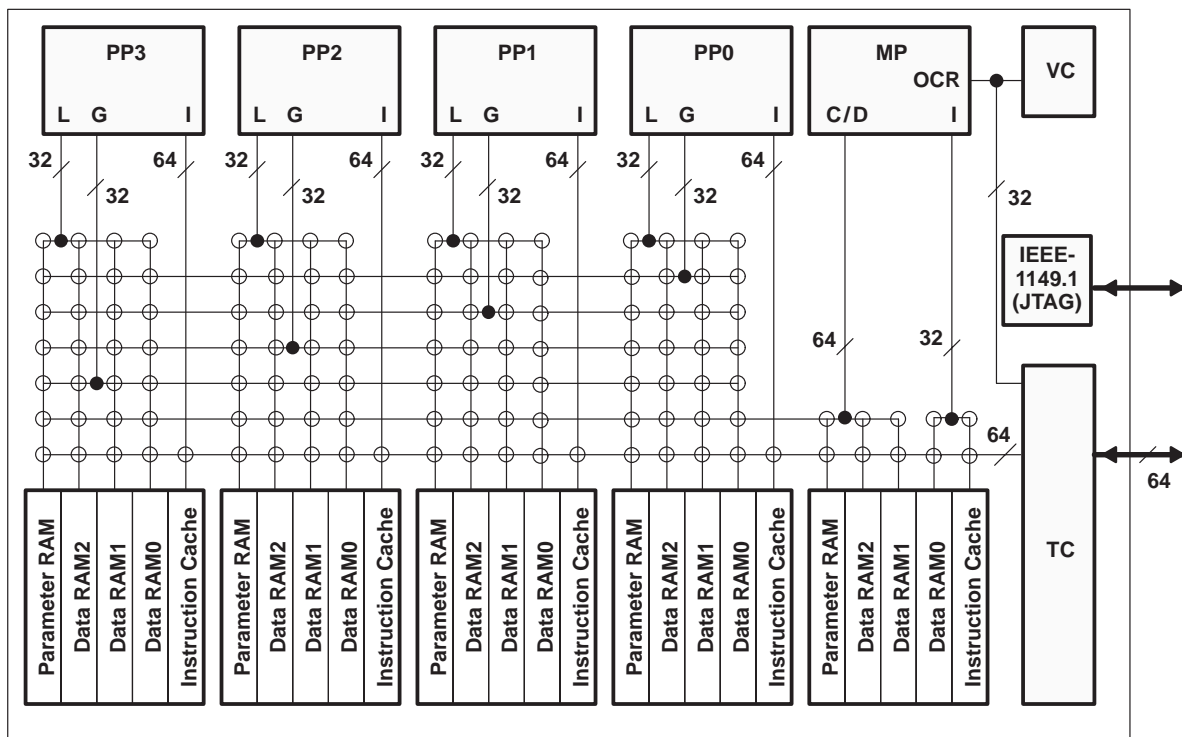 PP3
PP2
PP1
PP0
MP
VC
OCR
L G I
L G I
L G I
L G I
C/D I
32
64
32
32
64
32
32
64
32
32
64
32
32
IEEE-
1149.1
(JTAG)
64
32
64
64
Parameter RAM
Data RAM2
Data RAM1
Data RAM0
Instruction Cache
Parameter RAM
Data RAM2
Data RAM1
Data RAM0
Instruction Cache
Parameter RAM
Data RAM2
Data RAM1
Data RAM0
Instruction Cache
Parameter RAM
Data RAM2
Data RAM1
Data RAM0
Instruction Cache
Parameter RAM
Data RAM2
Data RAM1
Data RAM0
Instruction Cache
TC